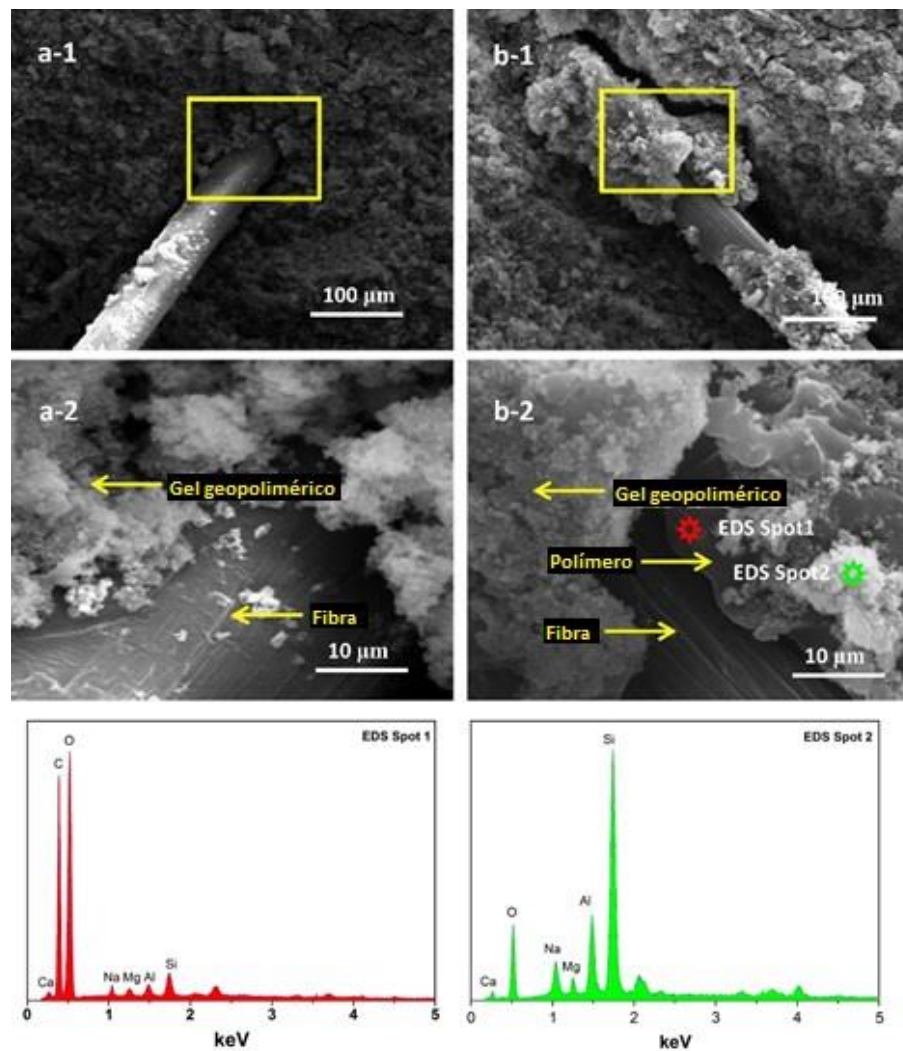 a-1
100 µm
b-1
100 µm
a-2
Gel geopolimérico
Fibra
10 µm
b-2
Gel geopolimérico
EDS Spot1
Polímero
EDS Spot2
Fibra
10 µm
EDS Spot 1
O
C
Ca
Na Mg Al
Si
0 1 2 3 4 5
keV
EDS Spot 2
Si
Al
O
Na
Mg
Ca
0 1 2 3 4 5
keV